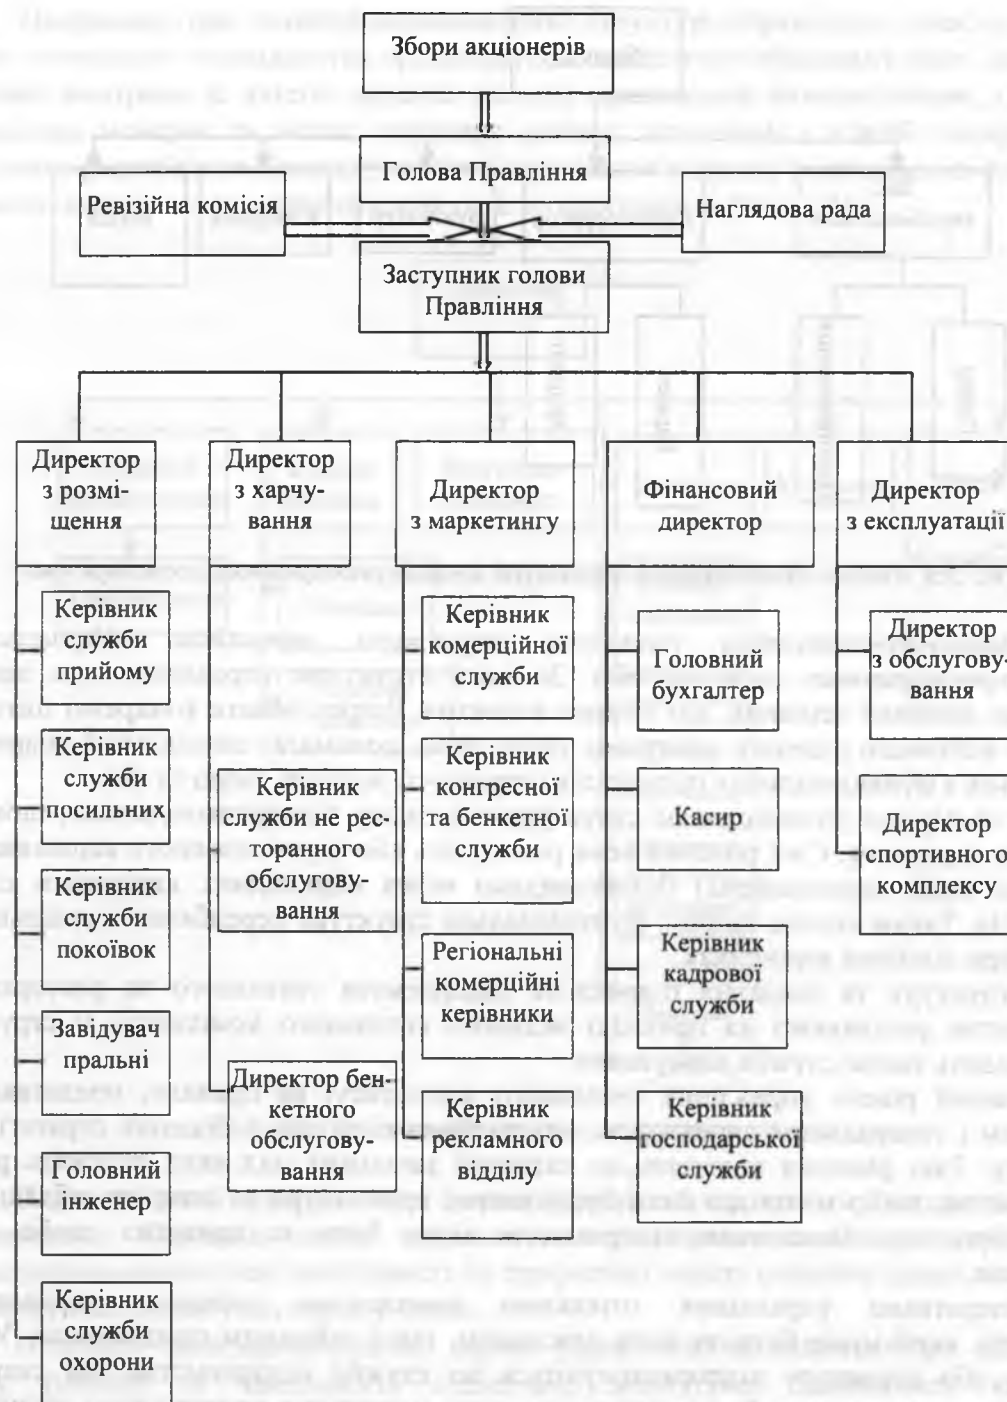 Збори акціонерів
Голова Правління
Ревізійна комісія
Наглядова рада
Заступник голови
Правління
Директор
з розмі-
щення
Директор
з харчу-
вання
Директор
з маркетингу
Фінансовий
директор
Директор
з експлуатації
Керівник
служби
прийому
Керівник
служби
посильних
Керівник
служби
покоївок
Завідувач
пральні
Головний
інженер
Керівник
служби
охорони
Керівник
служби не рес-
торанного
обслугову-
вання
Директор бен-
кетного
обслугову-
вання
Керівник
комерційної
служби
Керівник
конгресної
та бенкетної
служби
Регіональні
комерційні
керівники
Керівник
рекламного
відділу
Головний
бухгалтер
Касир
Керівник
кадрової
служби
Керівник
господарської
служби
Директор
з обслугову-
вання
Директор
спортивного
комплексу